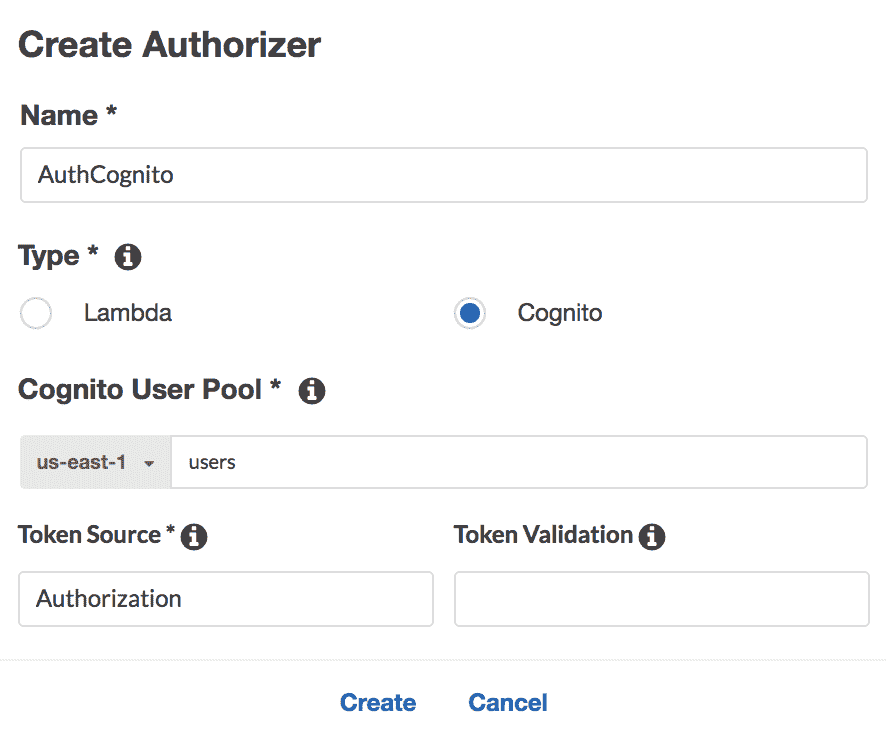 Create Authorizer
Name *
AuthCognito
Type *
Lambda Cognito
Cognito User Pool *
us-east-1 users
Token Source * Token Validation
Authorization
Create Cancel